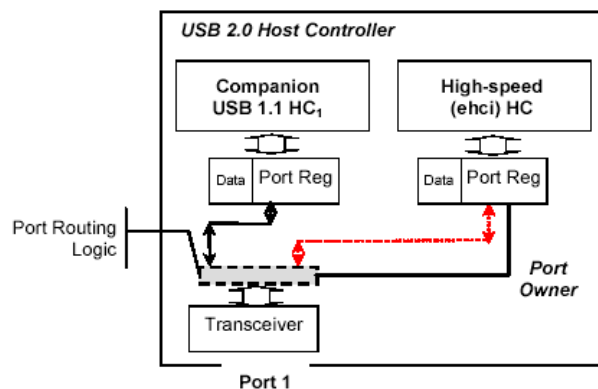 USB 2.0 Host Controller
Companion
USB 1.1 HC1
High-speed
(ehci) HC
Data
Port Reg
Data
Port Reg
Port Routing
Logic
Port
Owner
Transceiver
Port 1